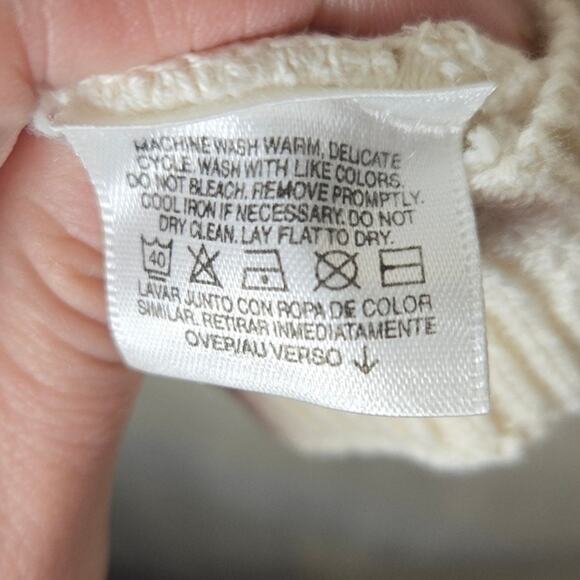 MACHINE WASH WARM, DELICATE
CYCLE. WASH WITH LIKE COLORS.
DO NOT BLEACH. REMOVE PROMPTLY.
COOL IRON IF NECESSARY. DO NOT
DRY CLEAN. LAY FLAT TO DRY.
40
LAVAR JUNTO CON ROPA DE COLOR
SIMILAR. RETIRAR INMEDIATAMENTE
OVER/AU VERSO ↓